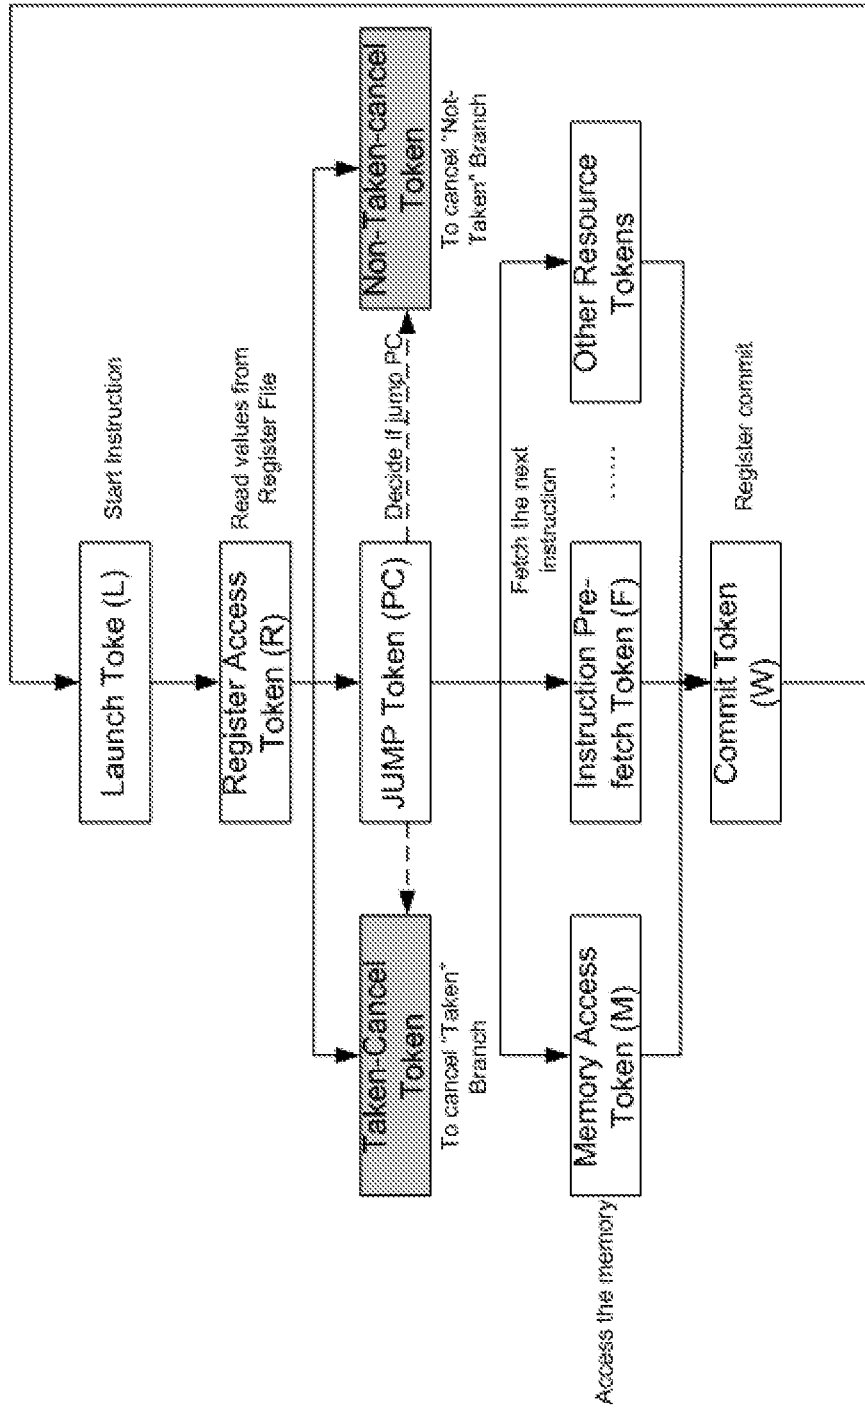 Launch Toke (L)
Start Instruction
Register Access
Token (R)
Read values from
Register File
Taken-Cancel
Token
To cancel "Taken"
Branch
JUMP Token (PC)
Decide if jump PC
Non-Taken-cancel
Token
To cancel "Not-
Taken" Branch
Access the memory
Memory Access
Token (M)
Instruction Pre-
fetch Token (F)
Fetch the next
instruction
......
Other Resource
Tokens
Commit Token
(W)
Register commit